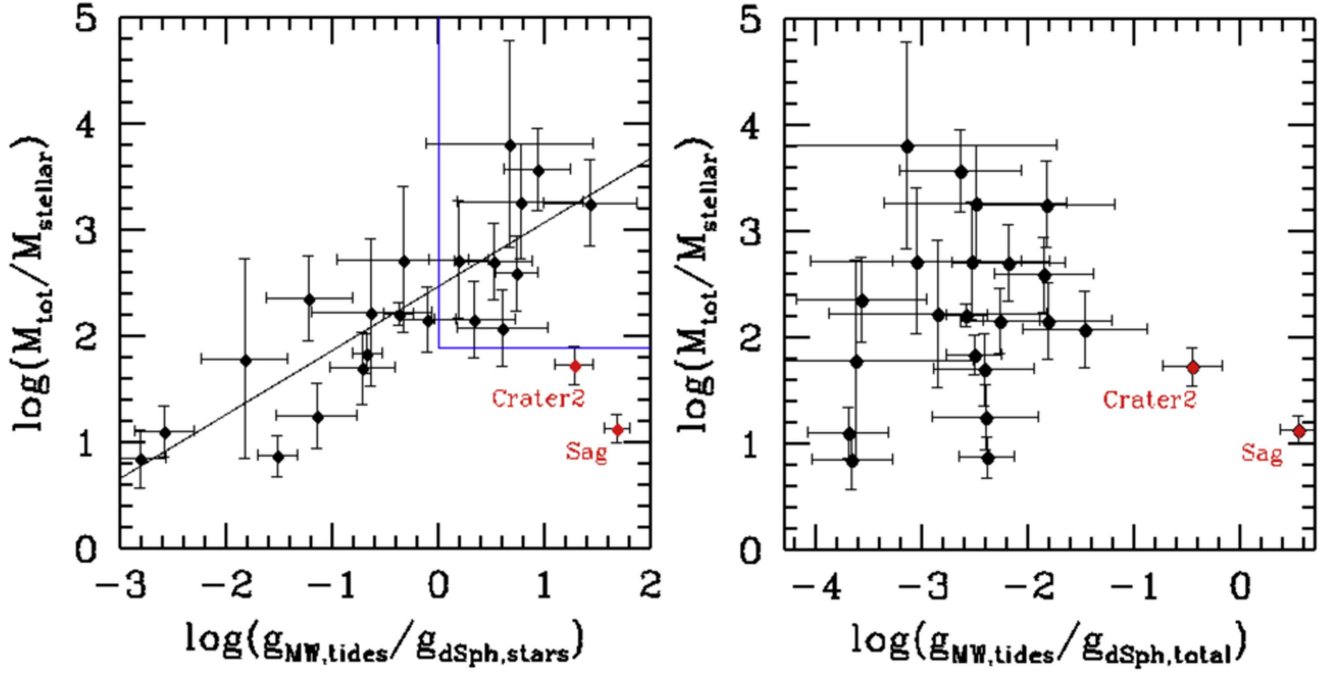 5
4
3
2
1
0
log(M_tot/M_stellar)
Crater2
Sag
−3 −2 −1 0 1 2
log(g_MW,tides/g_dSph,stars)
5
4
3
2
1
0
log(M_tot/M_stellar)
Crater2
Sag
−4 −3 −2 −1 0
log(g_MW,tides/g_dSph,total)